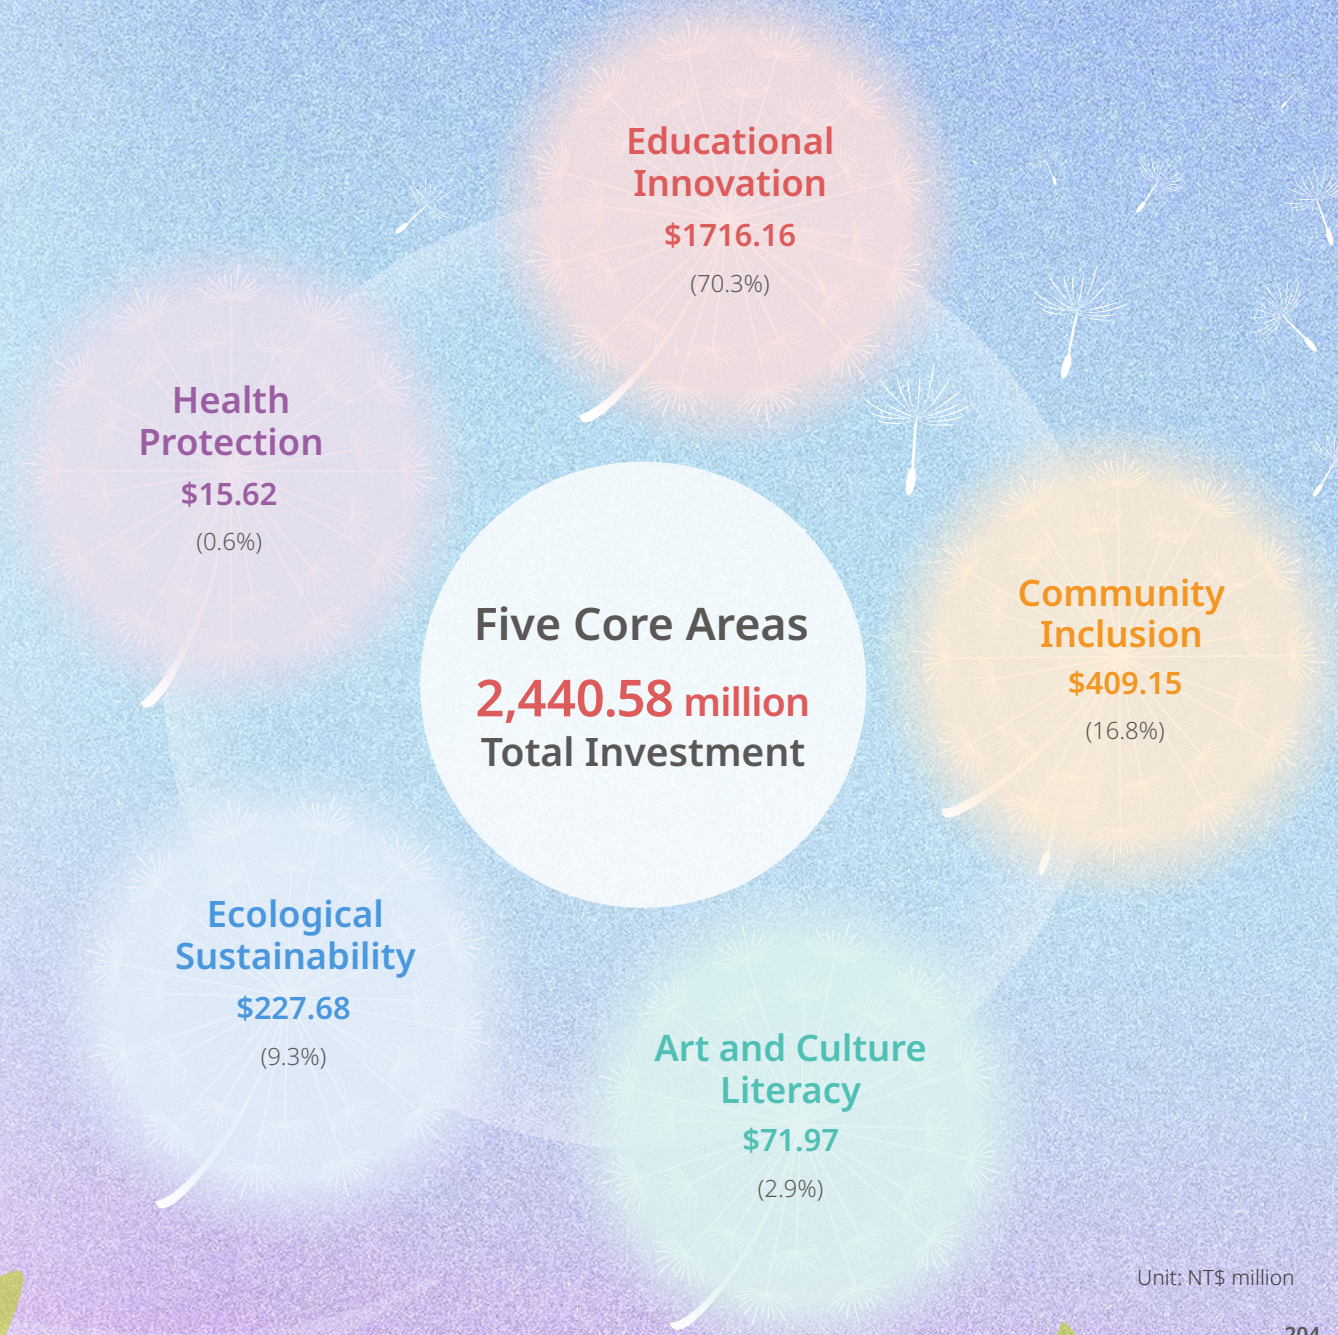 Educational
Innovation
$1716.16
(70.3%)
Health
Protection
$15.62
(0.6%)
Five Core Areas
2,440.58 million
Total Investment
Community
Inclusion
$409.15
(16.8%)
Ecological
Sustainability
$227.68
(9.3%)
Art and Culture
Literacy
$71.97
(2.9%)
Unit: NT$ million
204